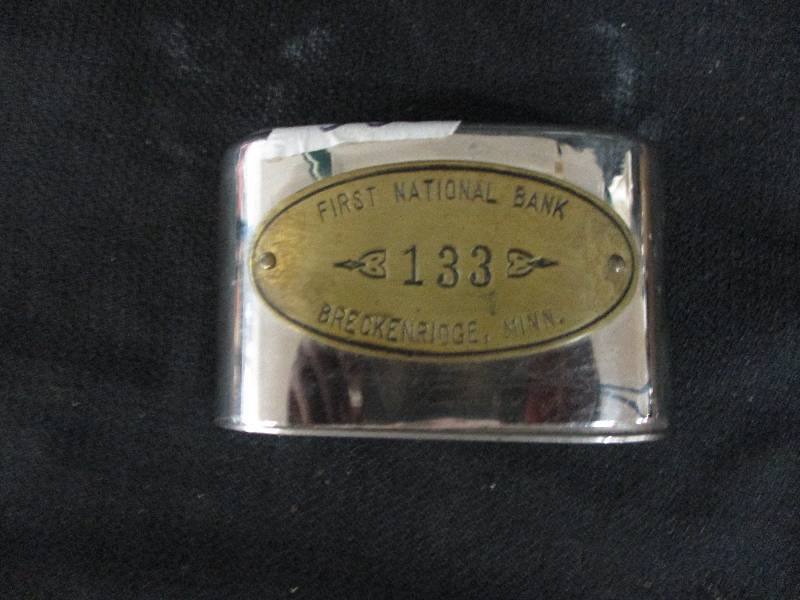 FIRST NATIONAL BANK
133
BRECKENRIDGE, MINN.